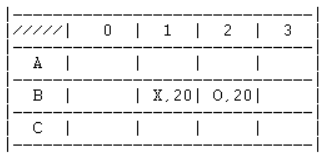 |/////| 0 | 1 | 2 | 3 |
| A | | | | |
| B | | X,20| O,20| |
| C | | | | |